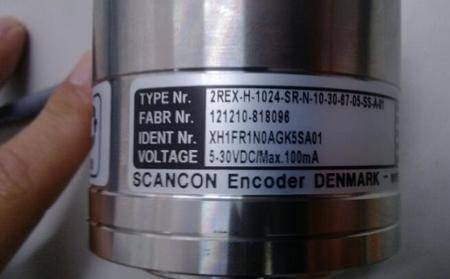 TYPE Nr. 2REX-H-1024-SR-N-10-30-67-05-SS-A-01
FABR Nr. 121210-818096
IDENT Nr. XH1FR1N0AGK5SA01
VOLTAGE 5-30VDC/Max.100mA
SCANCON Encoder DENMARK -